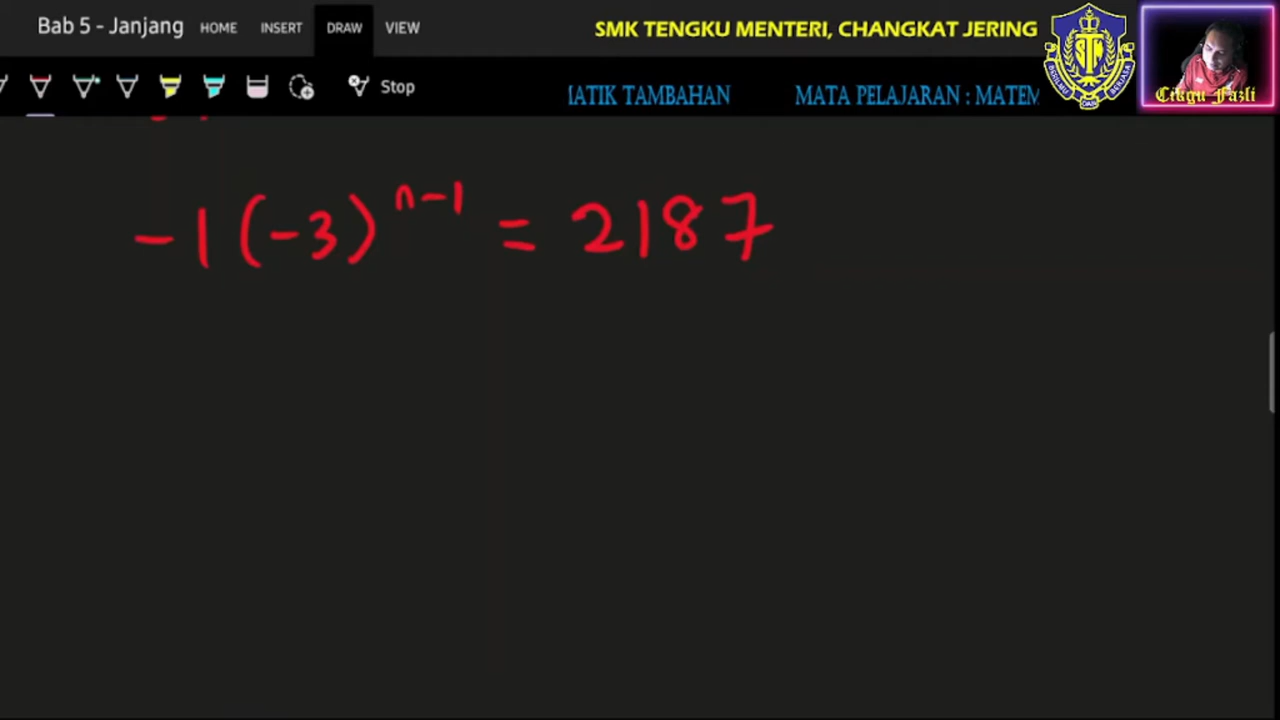 Bab 5 - Janjang HOME INSERT DRAW VIEW
SMK TENGKU MENTERI, CHANGKAT JERING
Stop
IATIK TAMBAHAN MATA PELAJARAN : MATEM
Cikgu Fazli
-1(-3)^{n-1} = 2187